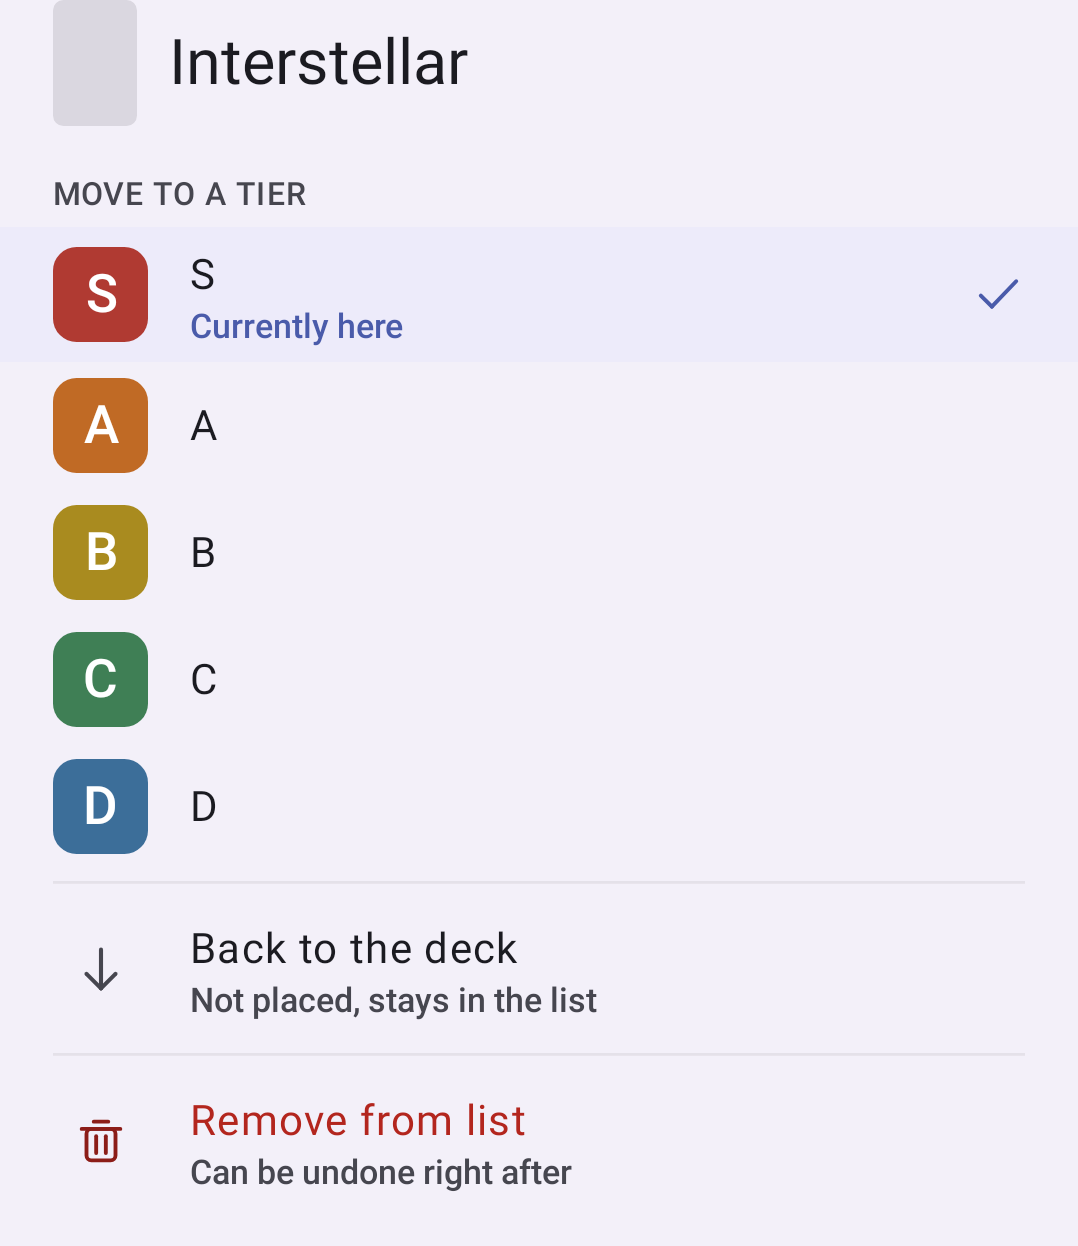 Interstellar
MOVE TO A TIER
S
S
Currently here
A
A
B
B
C
C
D
D
Back to the deck
Not placed, stays in the list
Remove from list
Can be undone right after